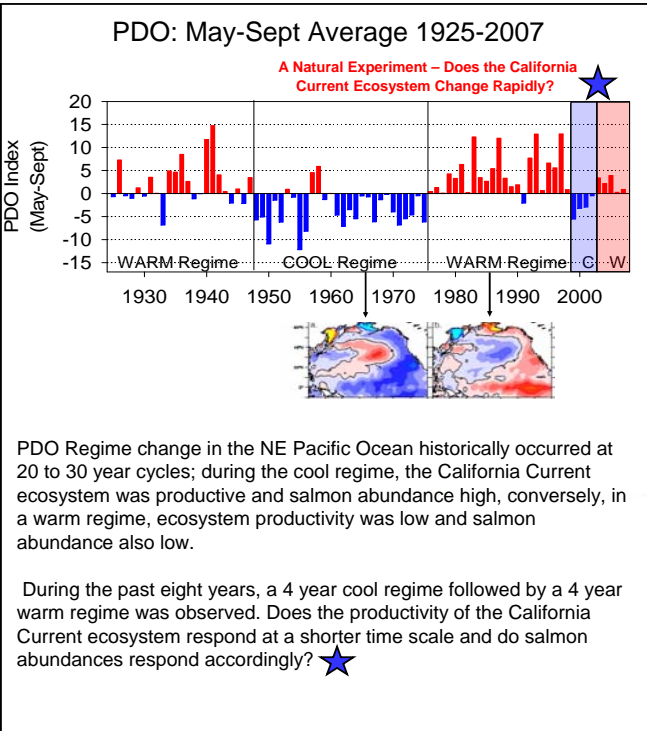 PDO: May-Sept Average 1925-2007
A Natural Experiment – Does the California
Current Ecosystem Change Rapidly?
PDO Index
(May-Sept)
20
15
10
5
0
-5
-10
-15
WARM Regime COOL Regime WARM Regime C W
1930 1940 1950 1960 1970 1980 1990 2000
PDO Regime change in the NE Pacific Ocean historically occurred at
20 to 30 year cycles; during the cool regime, the California Current
ecosystem was productive and salmon abundance high, conversely, in
a warm regime, ecosystem productivity was low and salmon
abundance also low.
During the past eight years, a 4 year cool regime followed by a 4 year
warm regime was observed. Does the productivity of the California
Current ecosystem respond at a shorter time scale and do salmon
abundances respond accordingly?